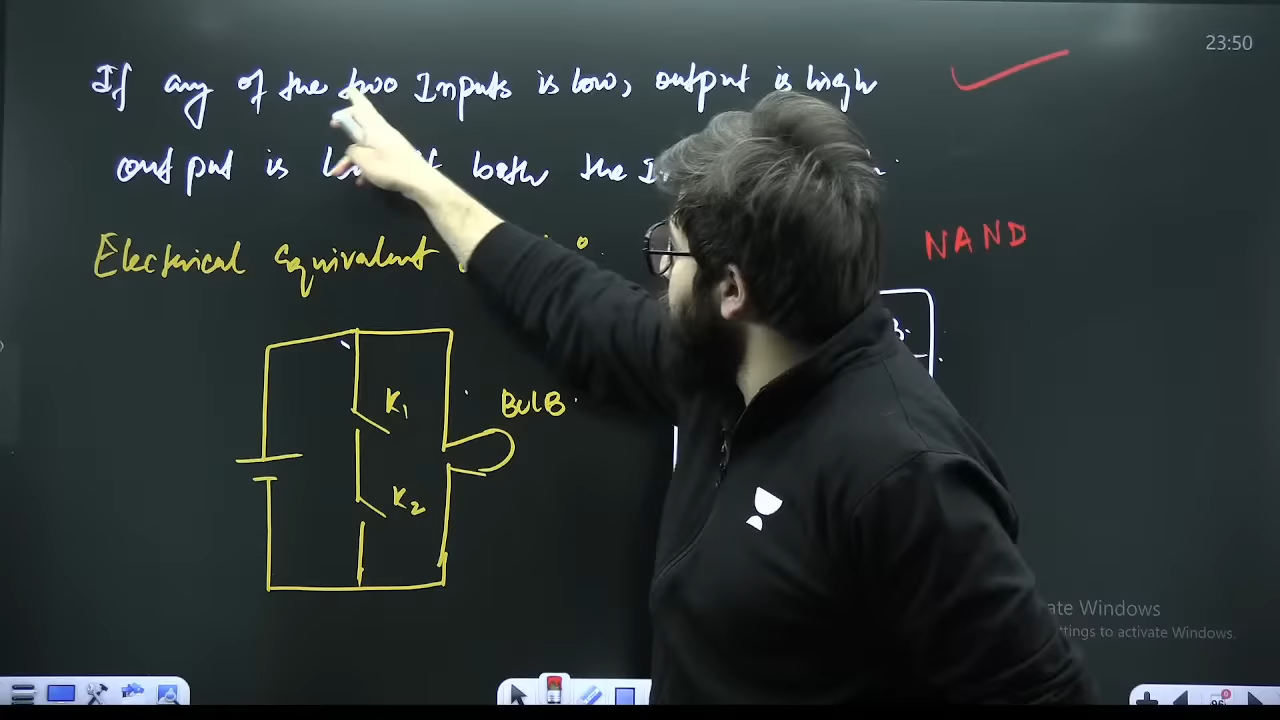 23:50
If any of the two Inputs is low, output is high
output is both the
Electrical Equivalent
NAND
K1
Bulb
K2
ate Windows
ttings to activate Windows.